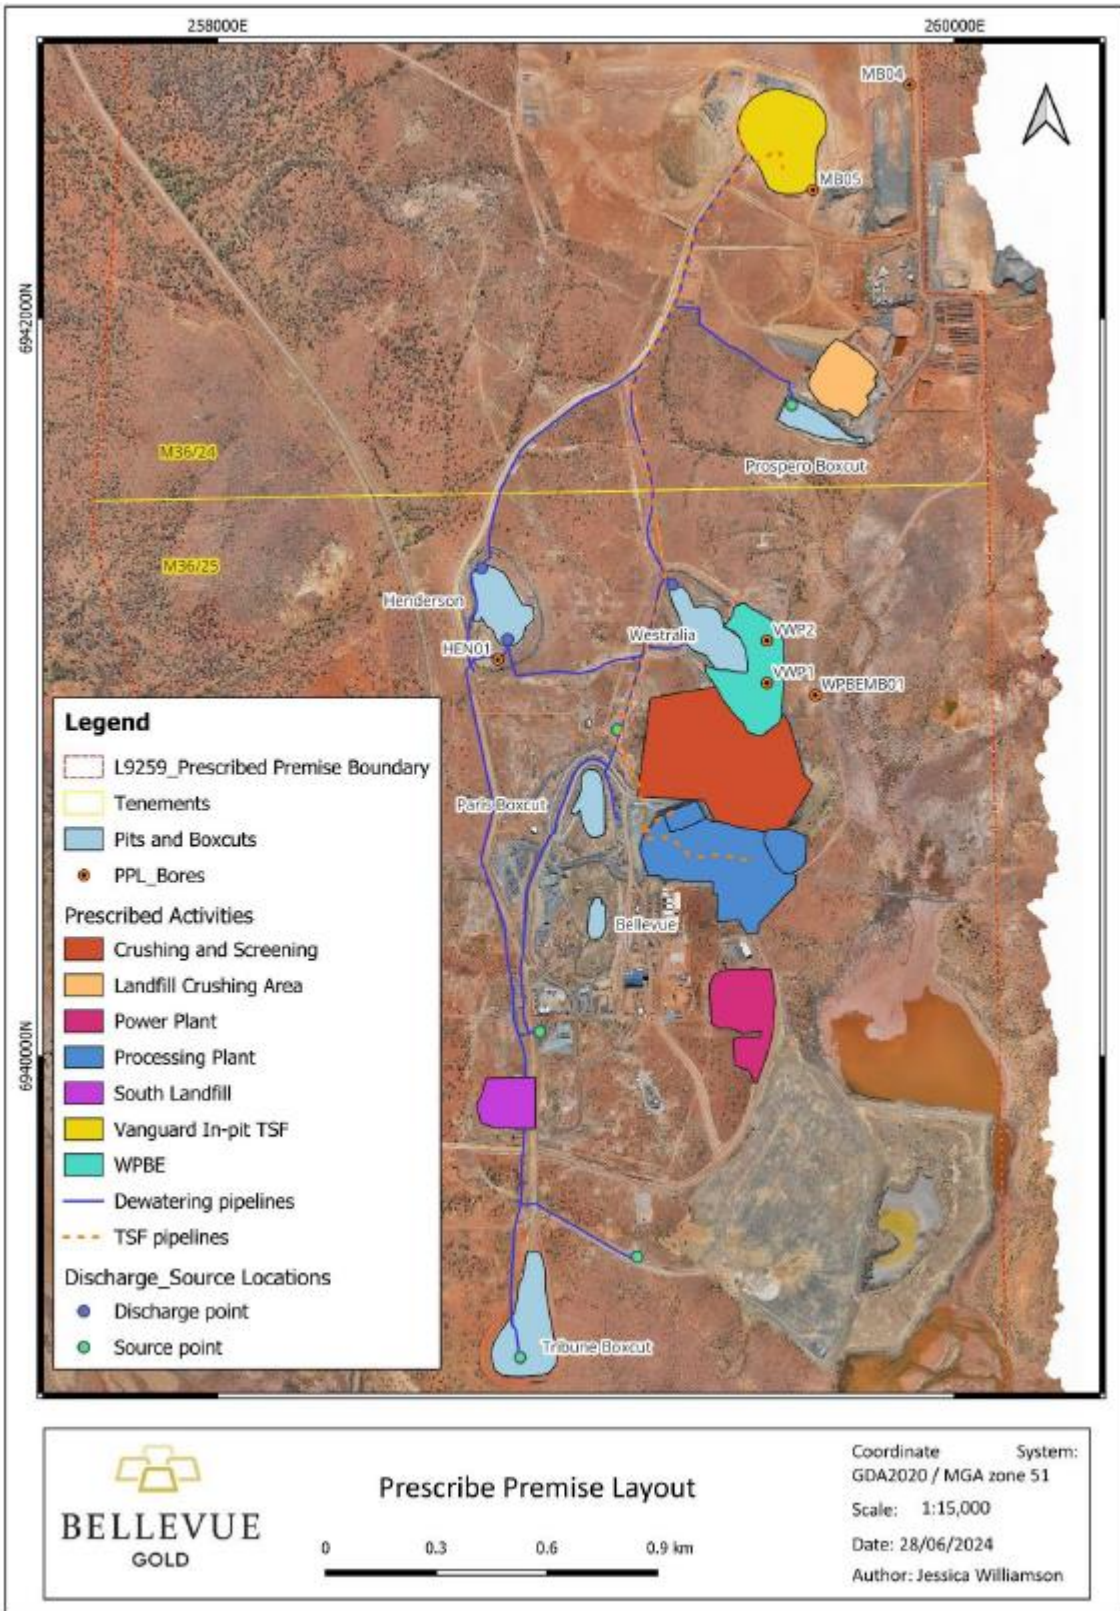 258000E
260000E
MB04
MB05
6942000N
Prospero Boxcut
M36/24
M36/25
Henderson
HEN01
Westralia
VWP2
VWP1
WPBEMB01
Paris Boxcut
Bellevue
6940000N
Tribune Boxcut
Legend
L9259_Prescribed Premise Boundary
Tenements
Pits and Boxcuts
PPL_Bores
Prescribed Activities
Crushing and Screening
Landfill Crushing Area
Power Plant
Processing Plant
South Landfill
Vanguard In-pit TSF
WPBE
Dewatering pipelines
TSF pipelines
Discharge_Source Locations
Discharge point
Source point
BELLEVUE
GOLD
Prescribe Premise Layout
0 0.3 0.6 0.9 km
Coordinate System:
GDA2020 / MGA zone 51
Scale: 1:15,000
Date: 28/06/2024
Author: Jessica Williamson